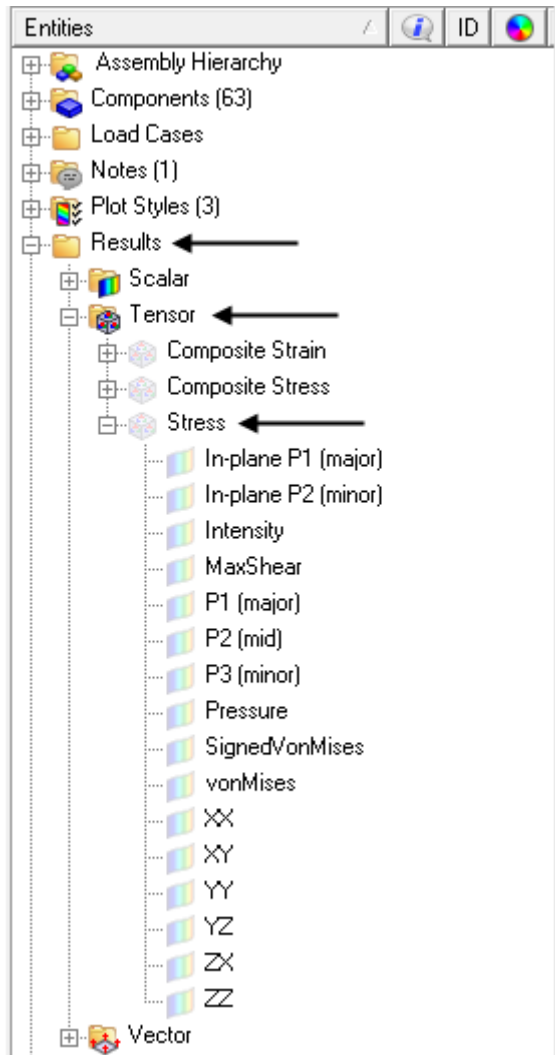 Entities ID
Assembly Hierarchy
Components (63)
Load Cases
Notes (1)
Plot Styles (3)
Results
Scalar
Tensor
Composite Strain
Composite Stress
Stress
In-plane P1 (major)
In-plane P2 (minor)
Intensity
MaxShear
P1 (major)
P2 (mid)
P3 (minor)
Pressure
SignedVonMises
vonMises
XX
XY
YY
YZ
ZX
ZZ
Vector